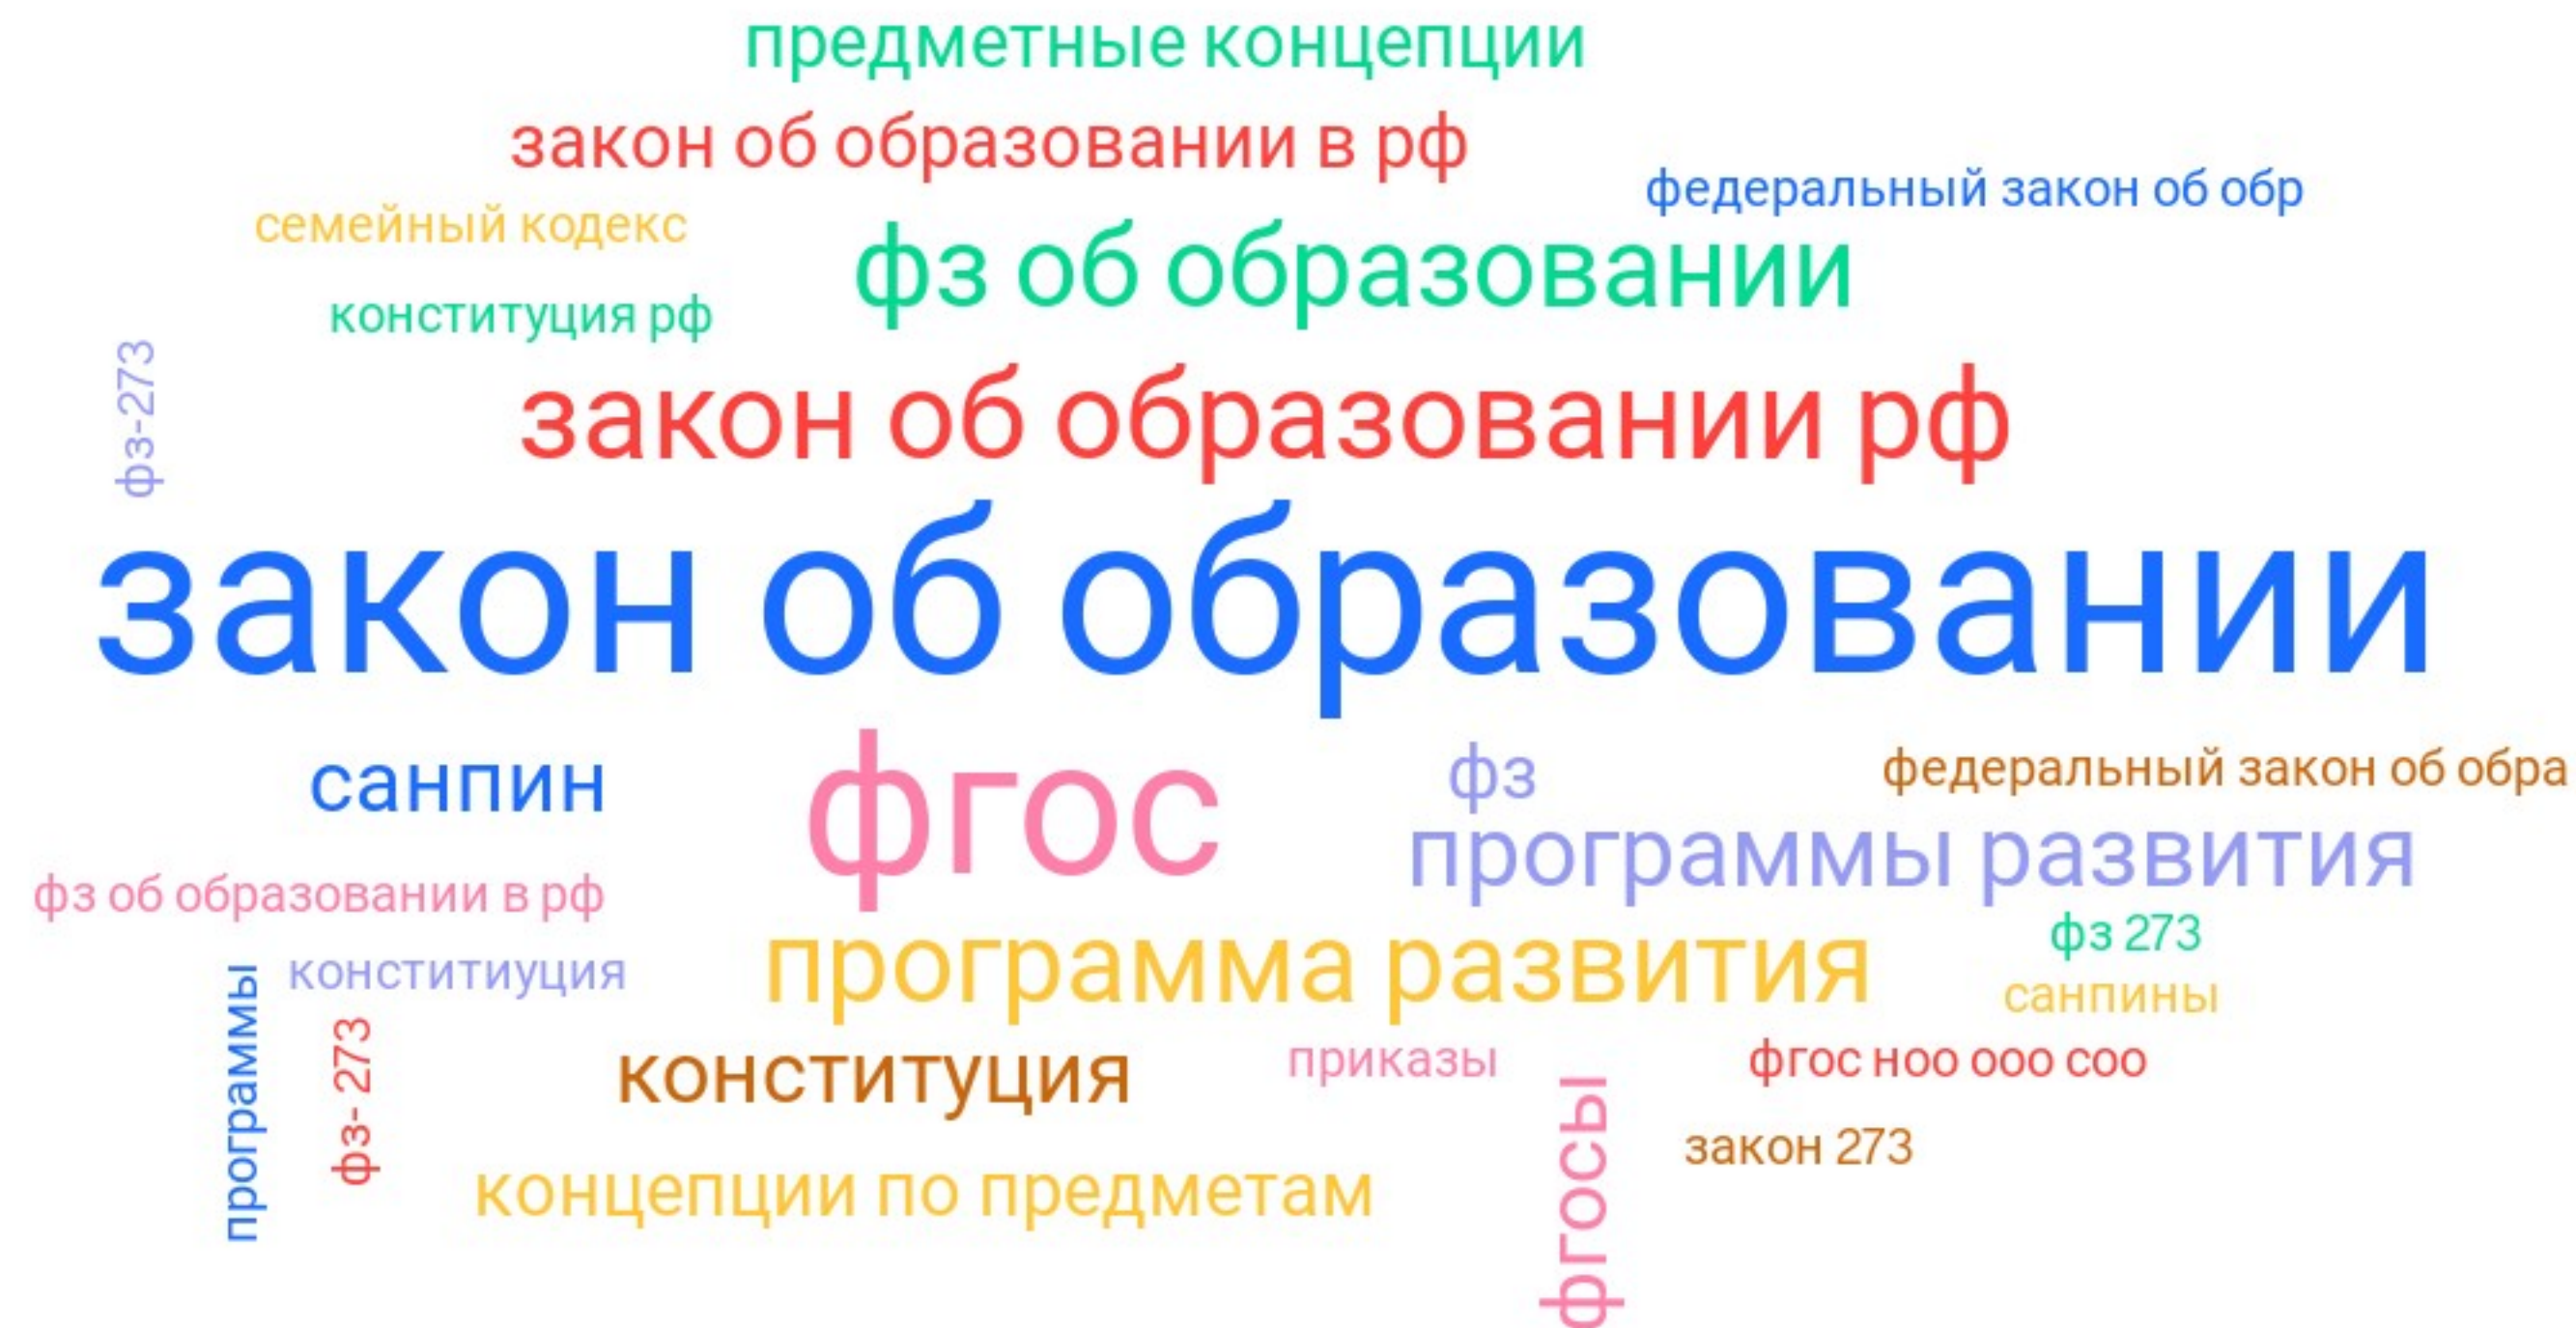 предметные концепции
закон об образовании в рф
федеральный закон об обр
семейный кодекс
фз об образовании
конституция рф
фз-273
закон об образовании рф
закон об образовании
санпин
фгос
фз
федеральный закон об обра
программы развития
фз об образовании в рф
фз 273
программа развития
конститиуция
санпины
программы
фз- 273
конституция
приказы
фгос ноо ооо соо
фгосы
закон 273
концепции по предметам